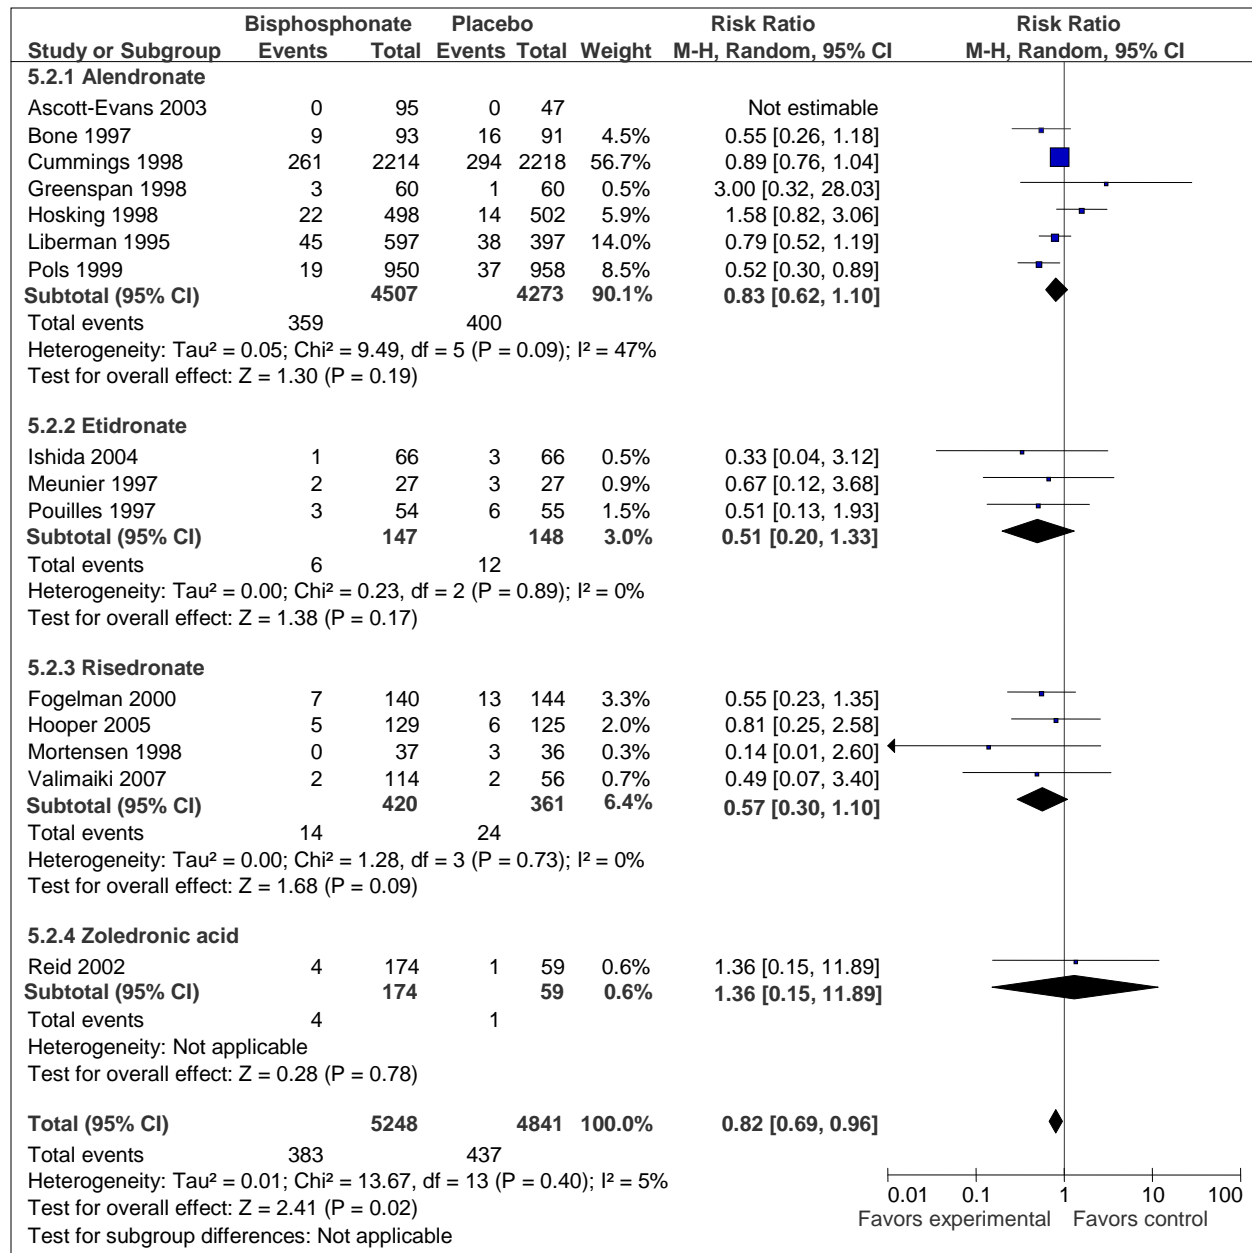 Bisphosphonate Placebo Risk Ratio Risk Ratio
Study or Subgroup Events Total Events Total Weight M-H, Random, 95% CI M-H, Random, 95% CI
5.2.1 Alendronate
Ascott-Evans 2003 0 95 0 47 Not estimable
Bone 1997 9 93 16 91 4.5% 0.55 [0.26, 1.18]
Cummings 1998 261 2214 294 2218 56.7% 0.89 [0.76, 1.04]
Greenspan 1998 3 60 1 60 0.5% 3.00 [0.32, 28.03]
Hosking 1998 22 498 14 502 5.9% 1.58 [0.82, 3.06]
Liberman 1995 45 597 38 397 14.0% 0.79 [0.52, 1.19]
Pols 1999 19 950 37 958 8.5% 0.52 [0.30, 0.89]
Subtotal (95% CI) 4507 4273 90.1% 0.83 [0.62, 1.10]
Total events 359 400
Heterogeneity: Tau² = 0.05; Chi² = 9.49, df = 5 (P = 0.09); I² = 47%
Test for overall effect: Z = 1.30 (P = 0.19)
5.2.2 Etidronate
Ishida 2004 1 66 3 66 0.5% 0.33 [0.04, 3.12]
Meunier 1997 2 27 3 27 0.9% 0.67 [0.12, 3.68]
Pouilles 1997 3 54 6 55 1.5% 0.51 [0.13, 1.93]
Subtotal (95% CI) 147 148 3.0% 0.51 [0.20, 1.33]
Total events 6 12
Heterogeneity: Tau² = 0.00; Chi² = 0.23, df = 2 (P = 0.89); I² = 0%
Test for overall effect: Z = 1.38 (P = 0.17)
5.2.3 Risedronate
Fogelman 2000 7 140 13 144 3.3% 0.55 [0.23, 1.35]
Hooper 2005 5 129 6 125 2.0% 0.81 [0.25, 2.58]
Mortensen 1998 0 37 3 36 0.3% 0.14 [0.01, 2.60]
Valimaiki 2007 2 114 2 56 0.7% 0.49 [0.07, 3.40]
Subtotal (95% CI) 420 361 6.4% 0.57 [0.30, 1.10]
Total events 14 24
Heterogeneity: Tau² = 0.00; Chi² = 1.28, df = 3 (P = 0.73); I² = 0%
Test for overall effect: Z = 1.68 (P = 0.09)
5.2.4 Zoledronic acid
Reid 2002 4 174 1 59 0.6% 1.36 [0.15, 11.89]
Subtotal (95% CI) 174 59 0.6% 1.36 [0.15, 11.89]
Total events 4 1
Heterogeneity: Not applicable
Test for overall effect: Z = 0.28 (P = 0.78)
Total (95% CI) 5248 4841 100.0% 0.82 [0.69, 0.96]
Total events 383 437
Heterogeneity: Tau² = 0.01; Chi² = 13.67, df = 13 (P = 0.40); I² = 5%
Test for overall effect: Z = 2.41 (P = 0.02)
Test for subgroup differences: Not applicable
0.01 0.1 1 10 100
Favors experimental Favors control